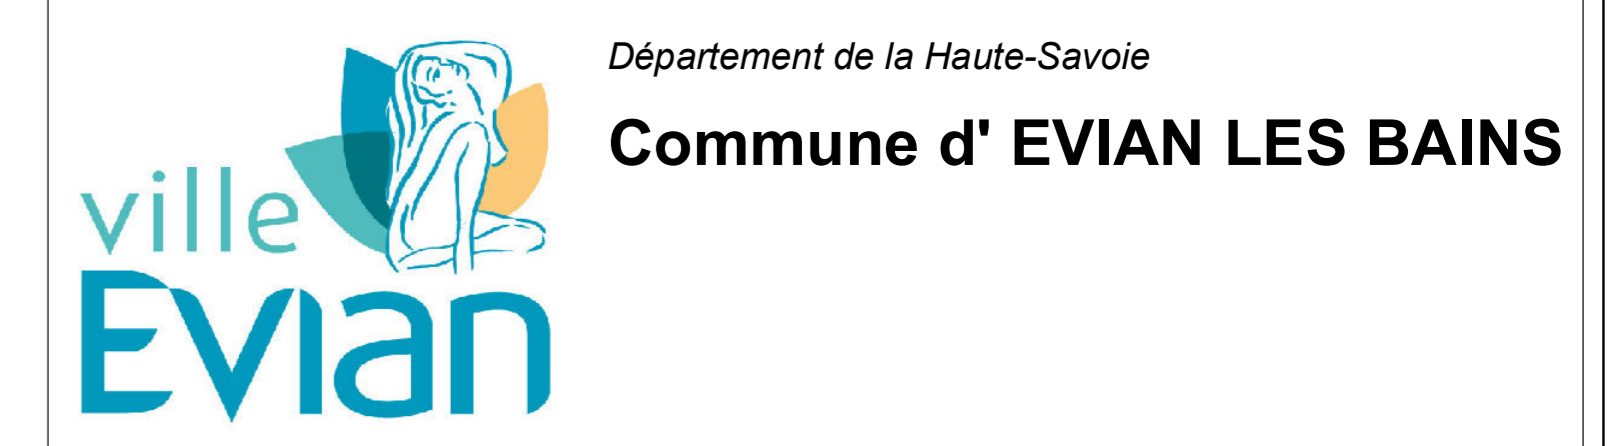 Département de la Haute-Savoie
Commune d' EVIAN LES BAINS
ville
Evian